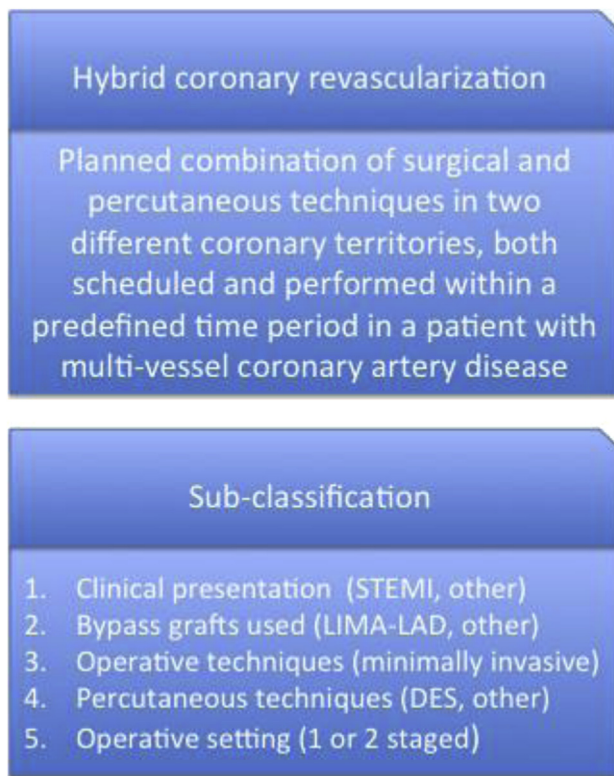 Hybrid coronary revascularization
Planned combination of surgical and
percutaneous techniques in two
different coronary territories, both
scheduled and performed within a
predefined time period in a patient with
multi-vessel coronary artery disease
Sub-classification
1. Clinical presentation (STEMI, other)
2. Bypass grafts used (LIMA-LAD, other)
3. Operative techniques (minimally invasive)
4. Percutaneous techniques (DES, other)
5. Operative setting (1 or 2 staged)